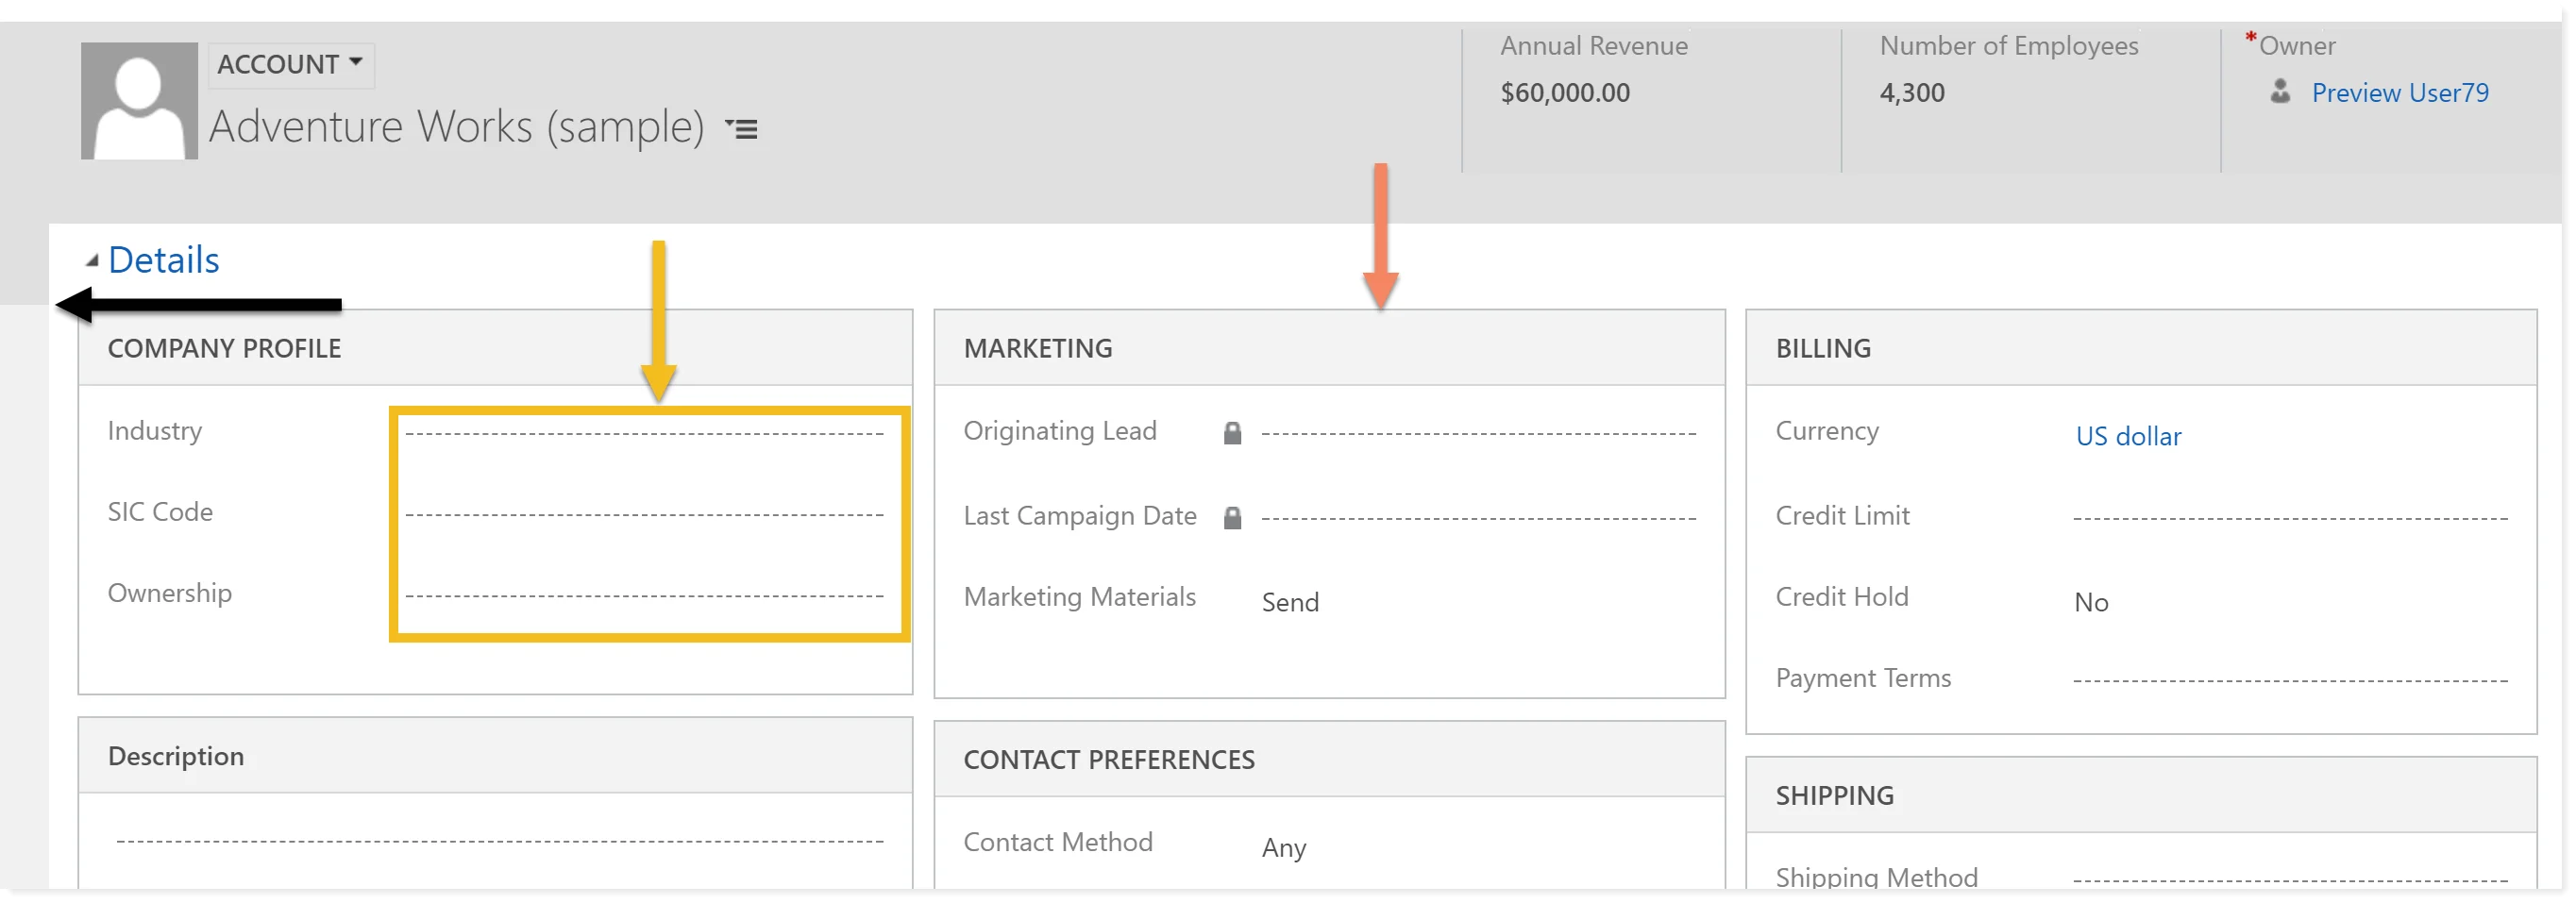 ACCOUNT
Adventure Works (sample)
Annual Revenue
$60,000.00
Number of Employees
4,300
*Owner
Preview User79
Details
COMPANY PROFILE
Industry
SIC Code
Ownership
Description
MARKETING
Originating Lead
Last Campaign Date
Marketing Materials Send
CONTACT PREFERENCES
Contact Method Any
BILLING
Currency US dollar
Credit Limit
Credit Hold No
Payment Terms
SHIPPING
Shipping Method